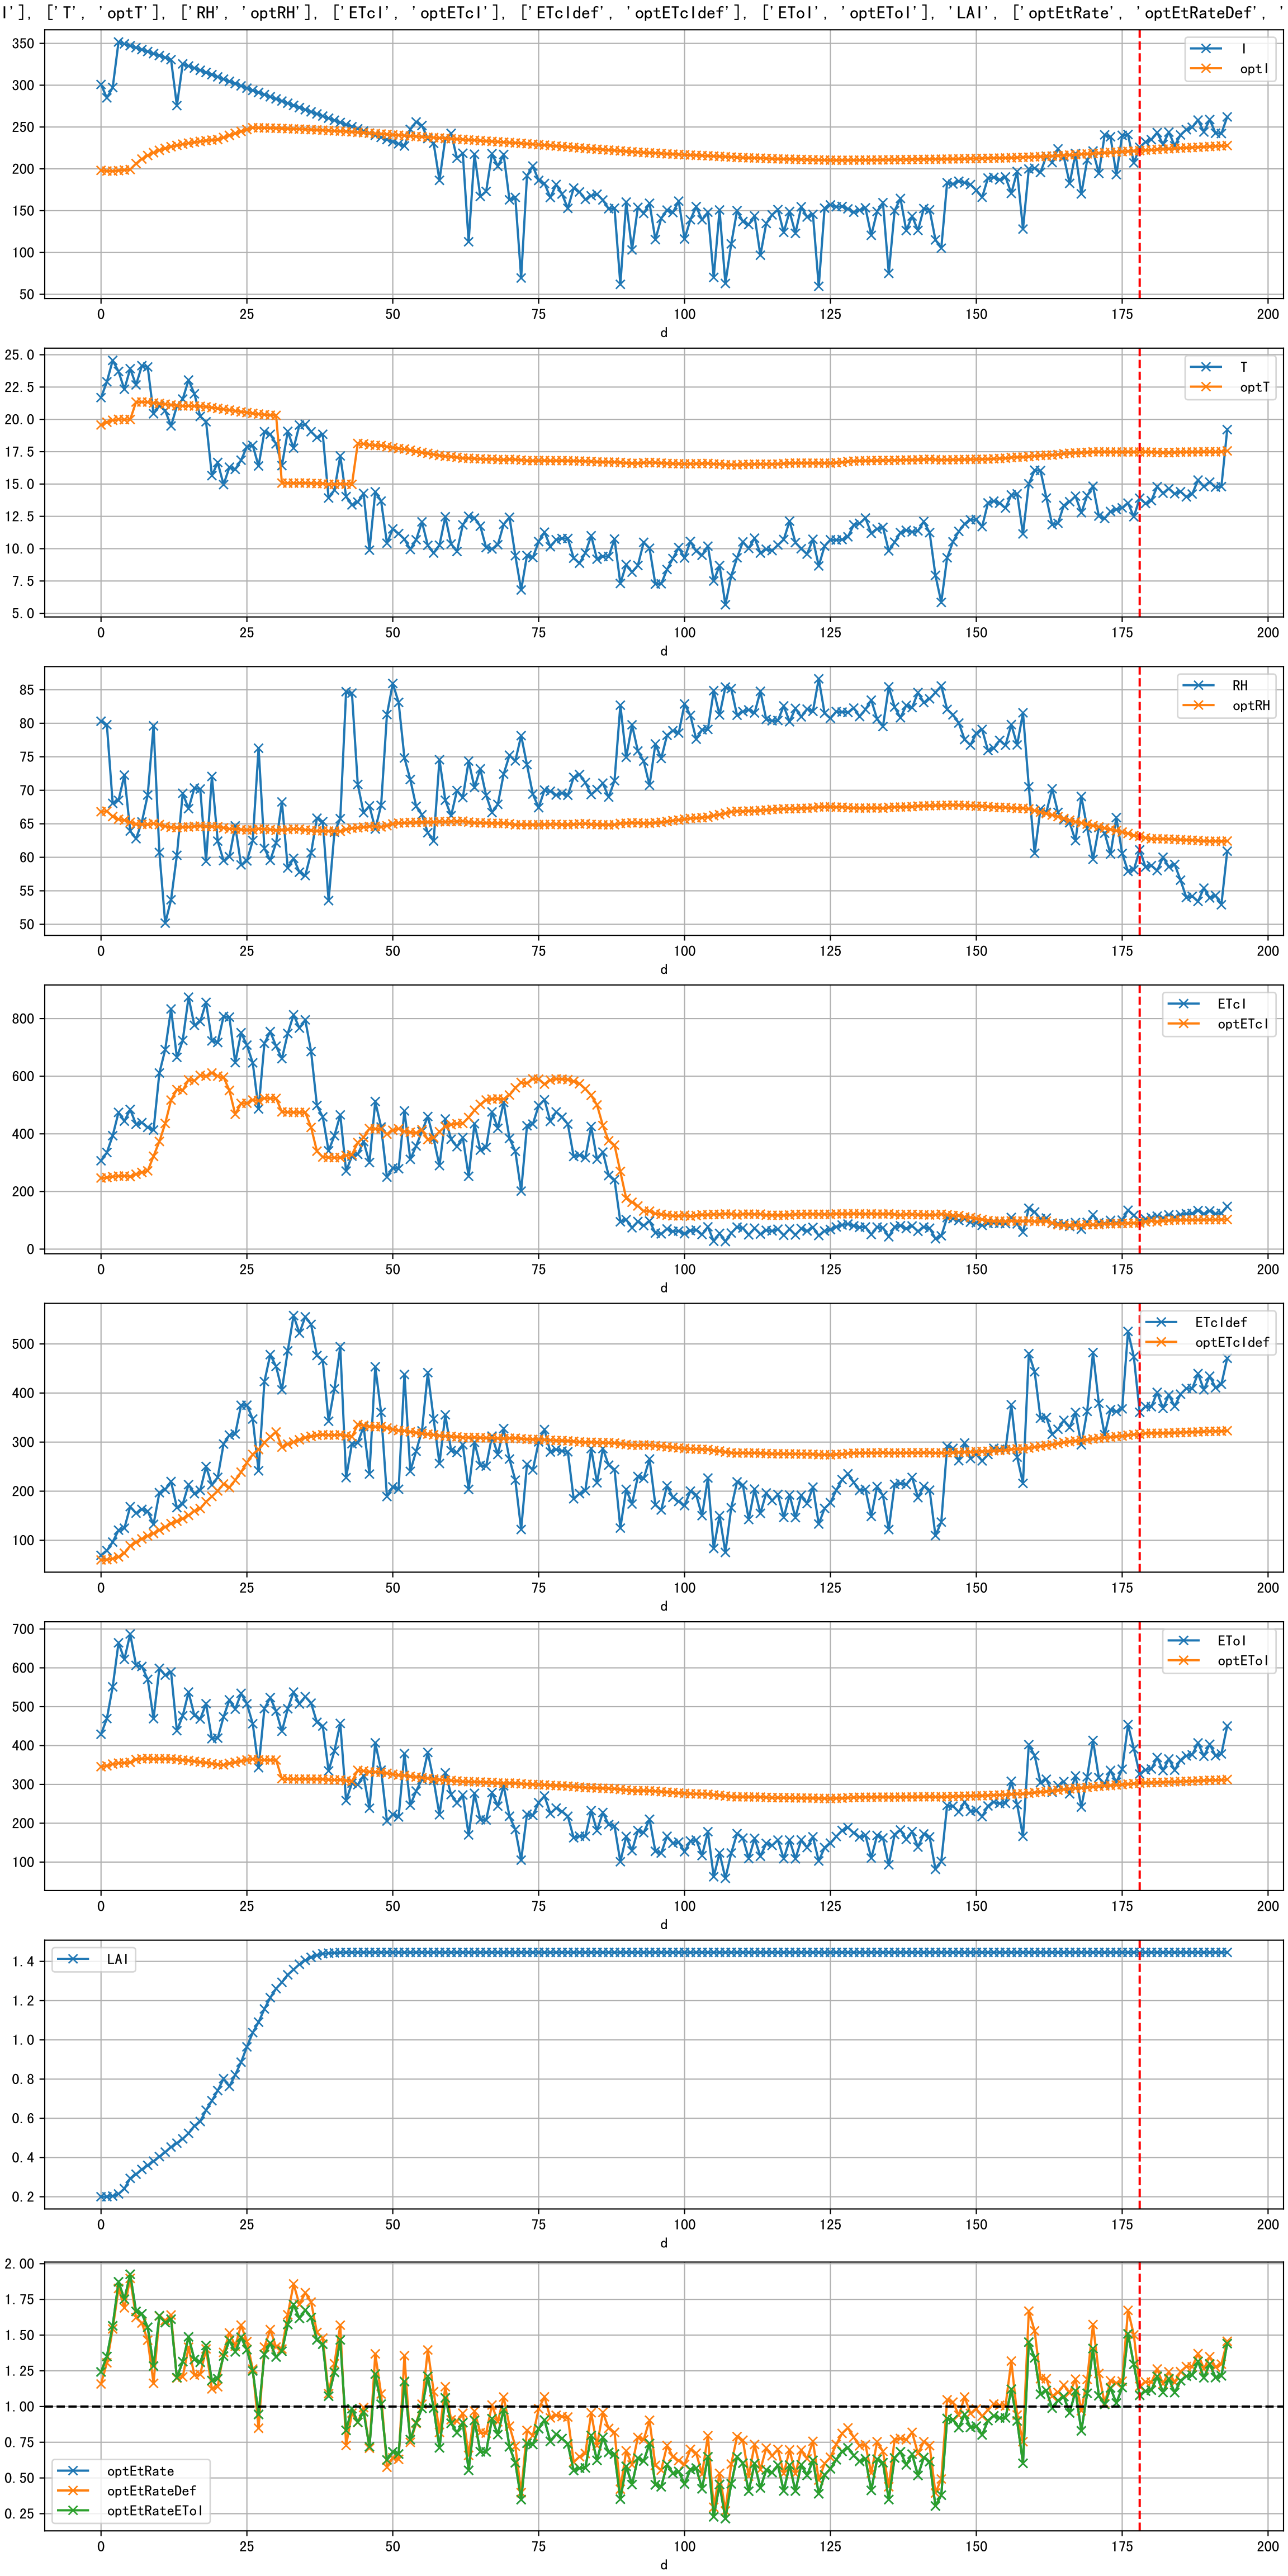 I'], ['T', 'optT'], ['RH', 'optRH'], ['ETcI', 'optETcI'], ['ETcIdef', 'optETcIdef'], ['EToI', 'optEToI'], 'LAI', ['optEtRate', 'optEtRateDef', '
350
300
250
200
150
100
50
I
optI
0 25 50 75 100 125 150 175 200
d
25.0
22.5
20.0
17.5
15.0
12.5
10.0
7.5
5.0
T
optT
0 25 50 75 100 125 150 175 200
d
85
80
75
70
65
60
55
50
RH
optRH
0 25 50 75 100 125 150 175 200
d
800
600
400
200
0
ETcI
optETcI
0 25 50 75 100 125 150 175 200
d
500
400
300
200
100
ETcIdef
optETcIdef
0 25 50 75 100 125 150 175 200
d
700
600
500
400
300
200
100
EToI
optEToI
0 25 50 75 100 125 150 175 200
d
1.4
1.2
1.0
0.8
0.6
0.4
0.2
LAI
0 25 50 75 100 125 150 175 200
d
2.00
1.75
1.50
1.25
1.00
0.75
0.50
0.25
optEtRate
optEtRateDef
optEtRateEToI
0 25 50 75 100 125 150 175 200
d